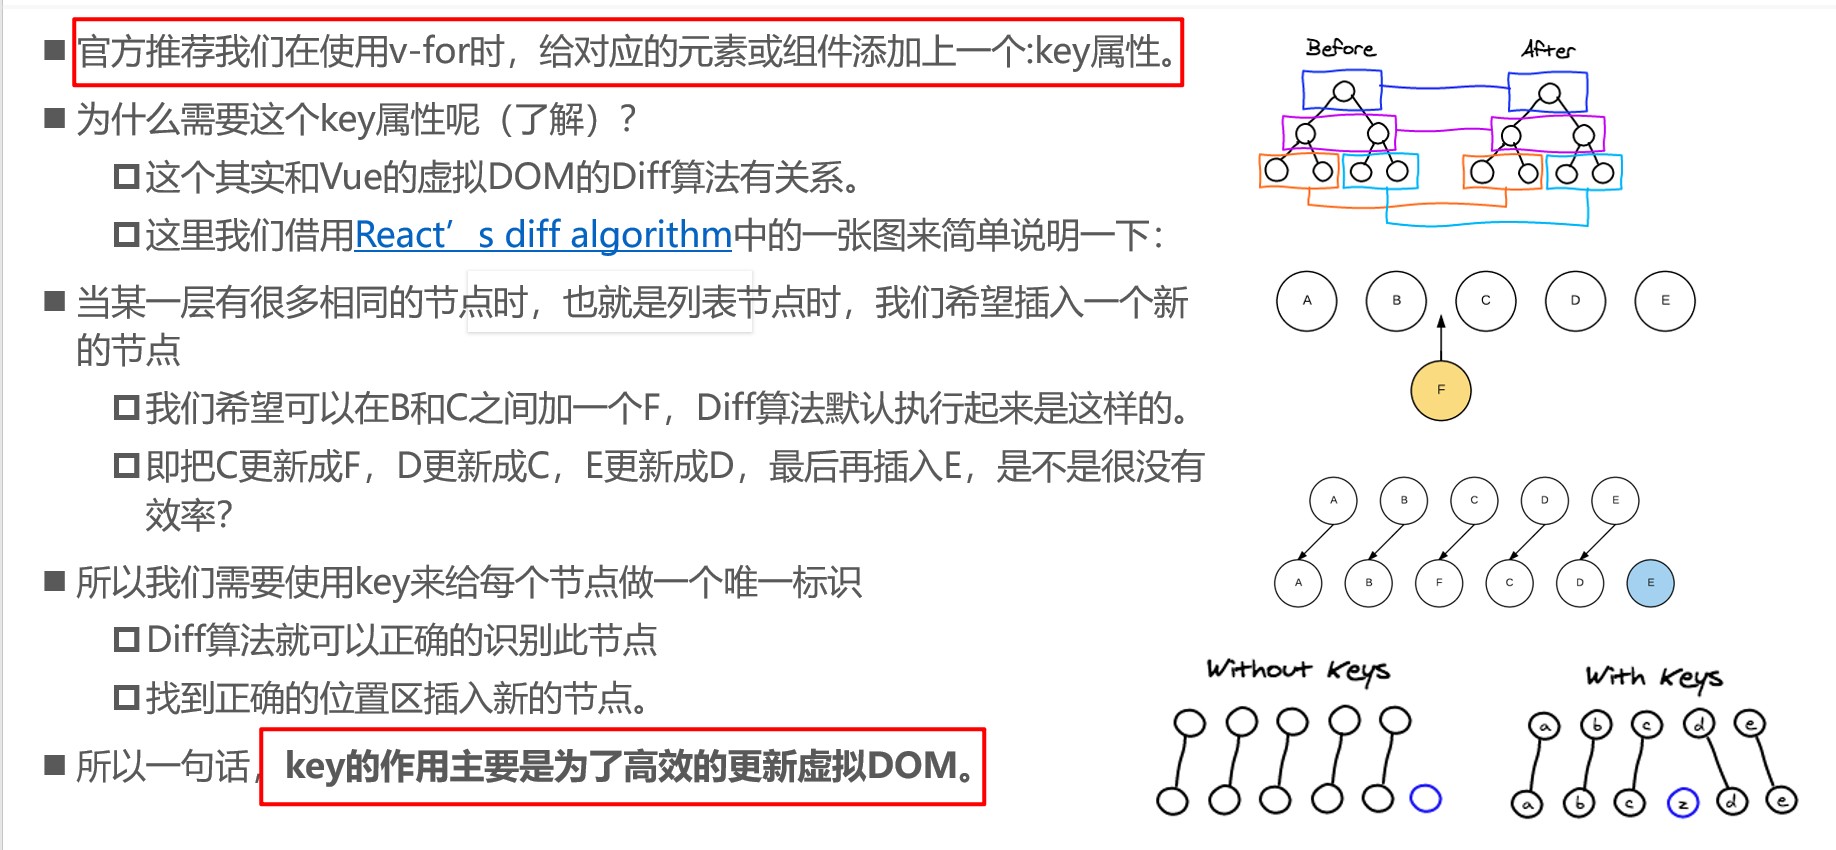 ■ 官方推荐我们在使用v-for时，给对应的元素或组件添加上一个:key属性。
■ 为什么需要这个key属性呢（了解）？
□ 这个其实和Vue的虚拟DOM的Diff算法有关系。
□ 这里我们借用React’s diff algorithm中的一张图来简单说明一下：
■ 当某一层有很多相同的节点时，也就是列表节点时，我们希望插入一个新
的节点
□ 我们希望可以在B和C之间加一个F，Diff算法默认执行起来是这样的。
□ 即把C更新成F，D更新成C，E更新成D，最后再插入E，是不是很没有
效率？
■ 所以我们需要使用key来给每个节点做一个唯一标识
□ Diff算法就可以正确的识别此节点
□ 找到正确的位置区插入新的节点。
■ 所以一句话，key的作用主要是为了高效的更新虚拟DOM。
Before After
A B C D E
F
A B C D E
A B F C D E
Without Keys
With Keys
a b c d e
a b c z d e